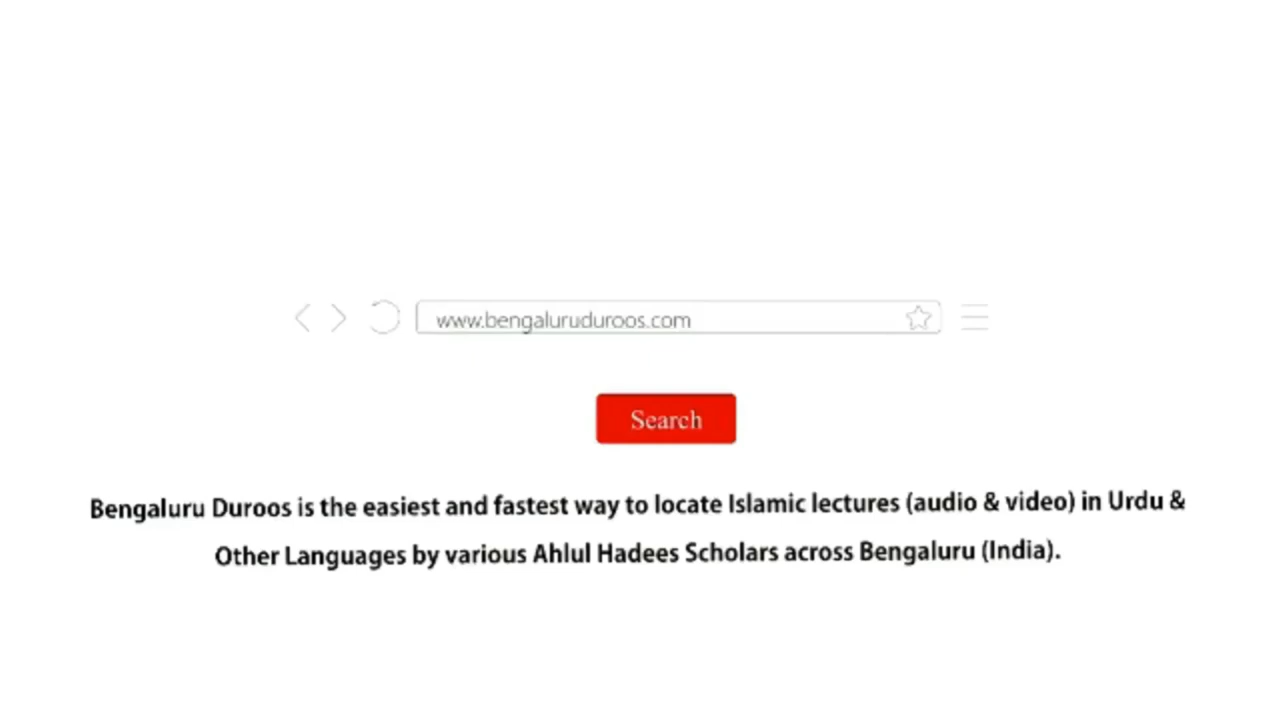 www.bengaluruduroos.com
Search
Bengaluru Duroos is the easiest and fastest way to locate Islamic lectures (audio & video) in Urdu &
Other Languages by various Ahlul Hadees Scholars across Bengaluru (India).